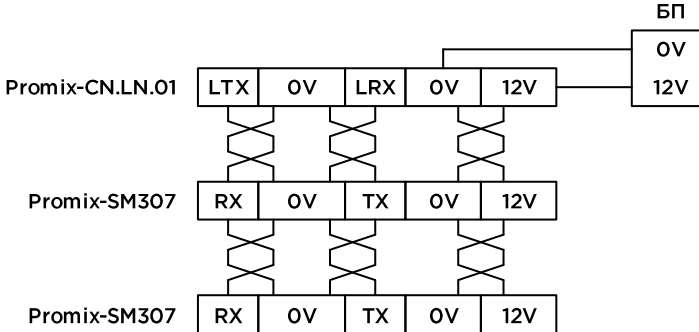 БП
0V
Promix-CN.LN.01 LTX 0V LRX 0V 12V 12V
Promix-SM307 RX 0V TX 0V 12V
Promix-SM307 RX 0V TX 0V 12V